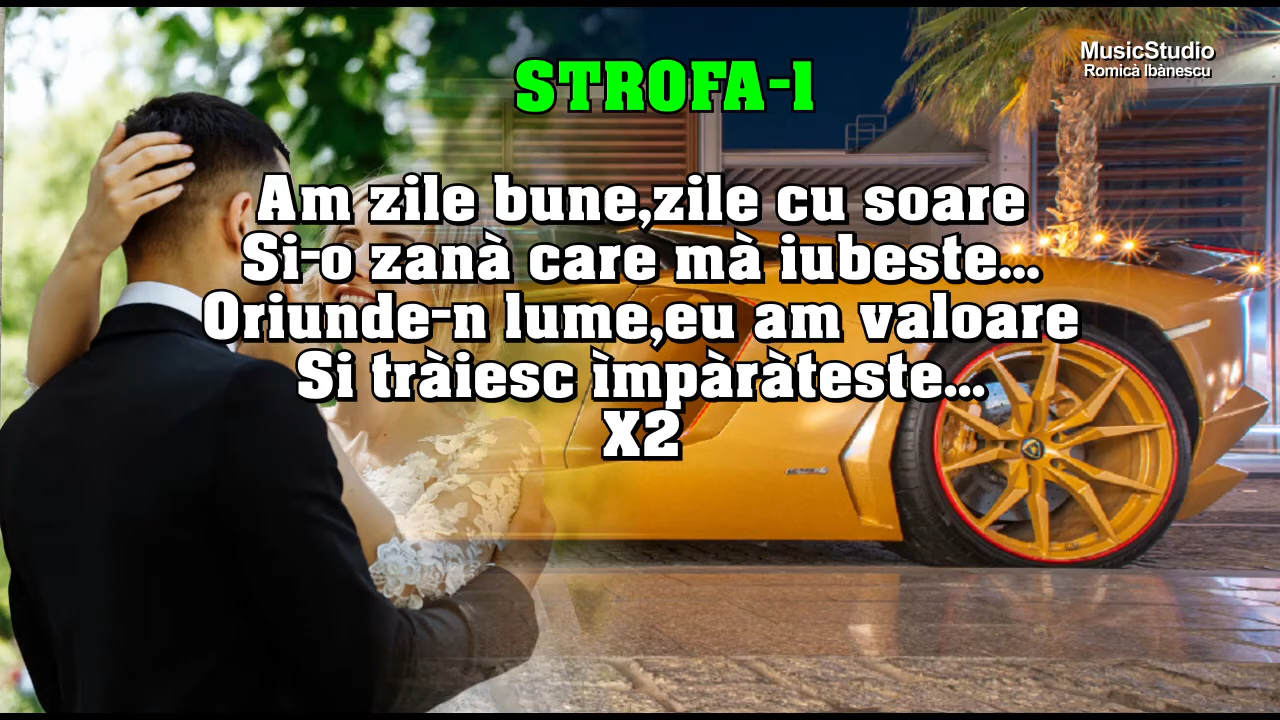 MusicStudio
Romicà Ibànescu
STROFA-1
Am zile bune,zile cu soare
Si-o zanà care mà iubeste...
Oriunde-n lume,eu am valoare
Si tràiesc ìmpàràteste...
X2